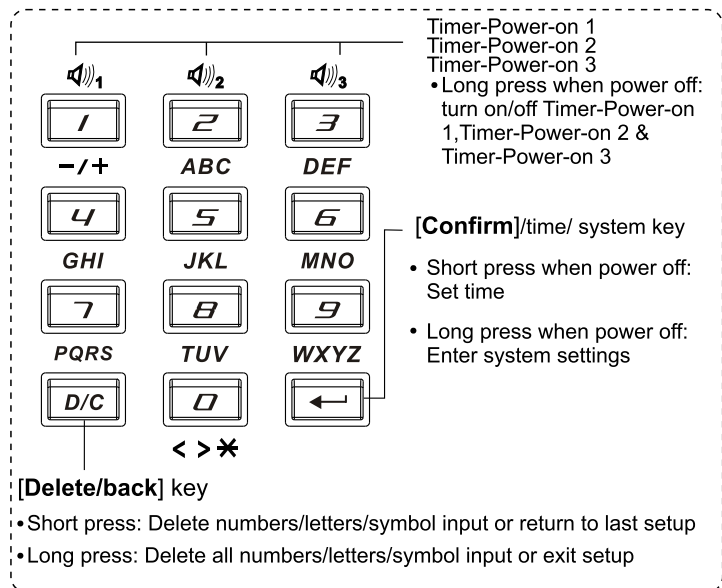 Timer-Power-on 1
Timer-Power-on 2
Timer-Power-on 3
• Long press when power off:
turn on/off Timer-Power-on
1,Timer-Power-on 2 &
Timer-Power-on 3
1 2 3
1 2 3
-/+ ABC DEF
4 5 6
GHI JKL MNO
7 8 9
PQRS TUV WXYZ
D/C 0
< > *
[Confirm]/time/ system key
• Short press when power off:
Set time
• Long press when power off:
Enter system settings
[Delete/back] key
• Short press: Delete numbers/letters/symbol input or return to last setup
• Long press: Delete all numbers/letters/symbol input or exit setup